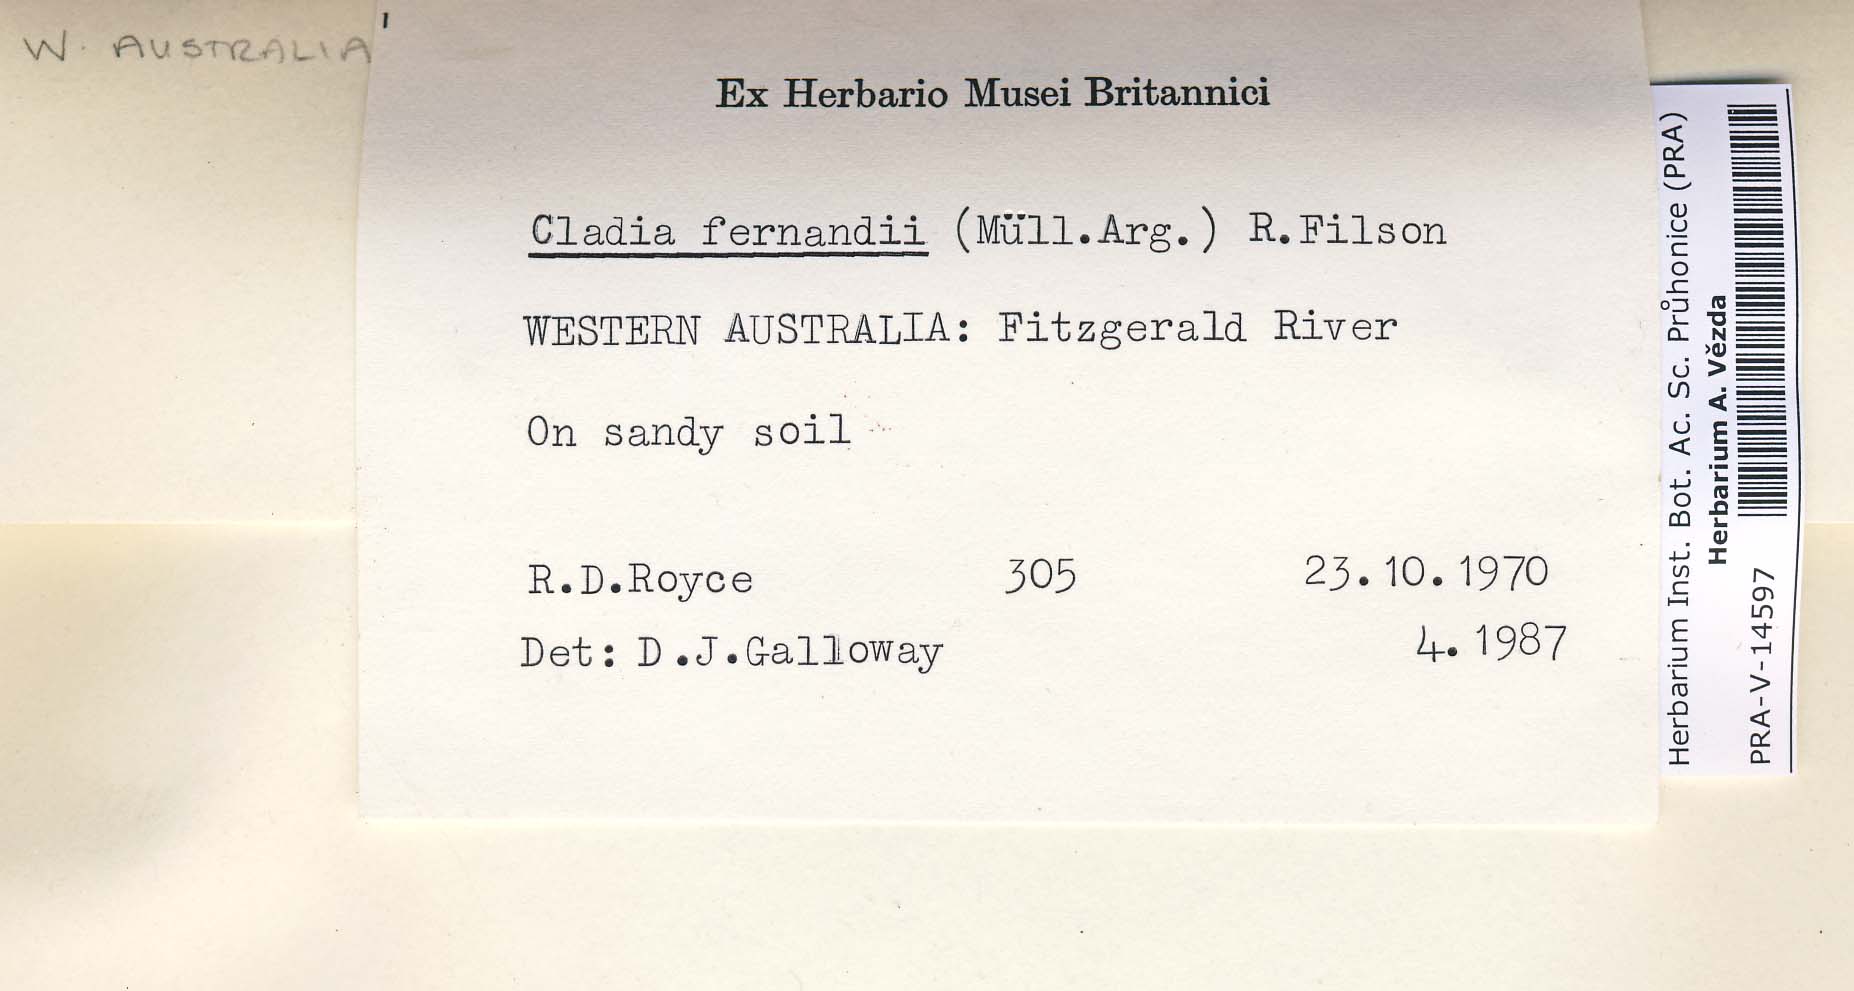 W. AUSTRALIA
Ex Herbario Musei Britannici
Cladia fernandii (Müll.Arg.) R.Filson
WESTERN AUSTRALIA: Fitzgerald River
On sandy soil
R.D.Royce 305 23.10.1970
Det: D.J.Galloway 4.1987
Herbarium Inst. Bot. Ac. Sc. Průhonice (PRA)
Herbarium A. Vězda
PRA-V-14597